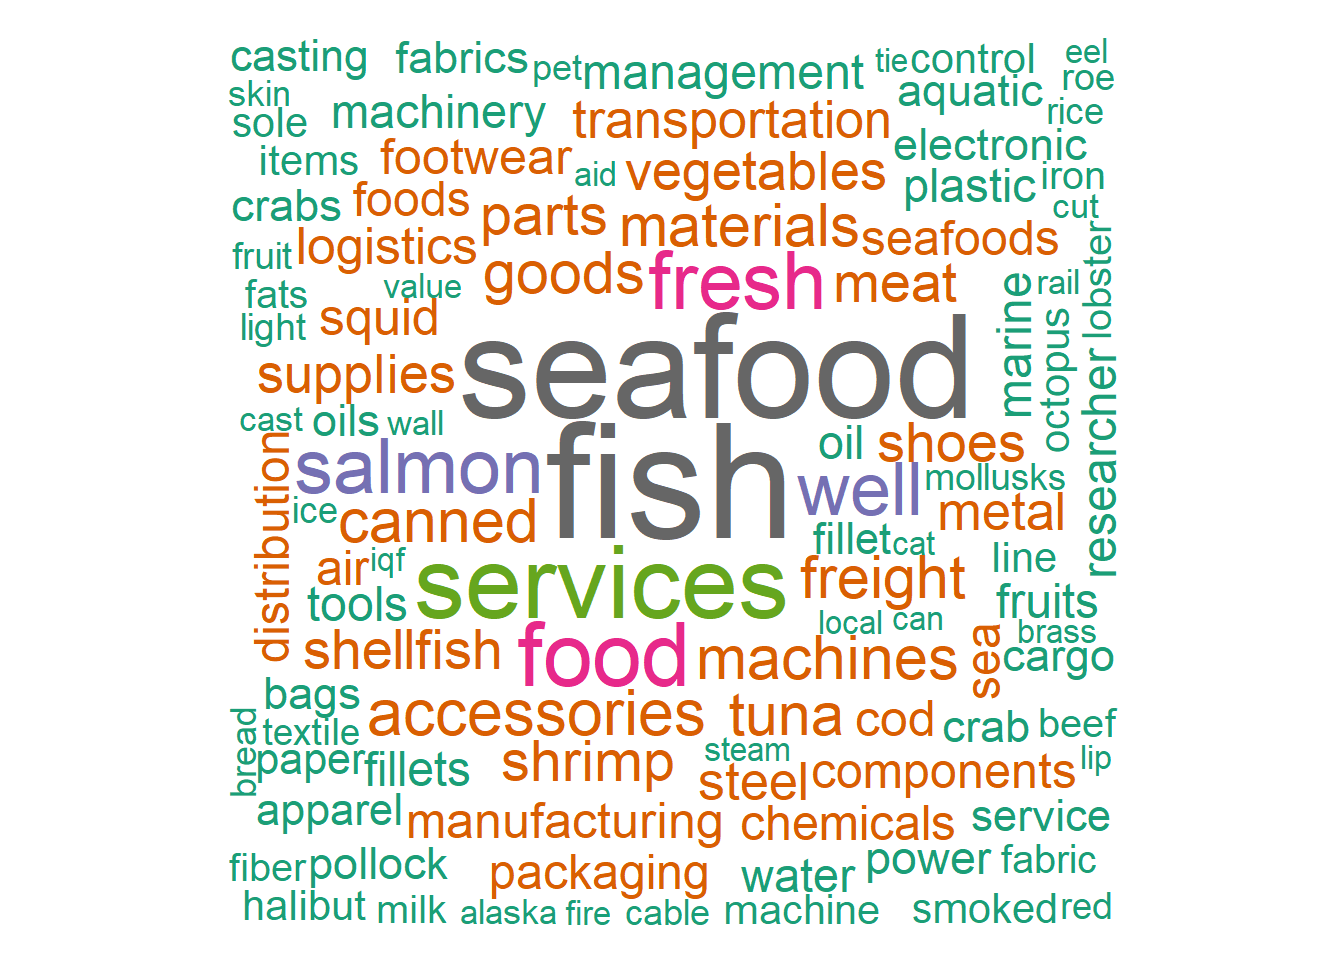 casting fabrics pet management tie control eel
skin machinery transportation aquatic roe
sole rice
items footwear aid vegetables electronic
crabs foods parts materials plastic iron
cut
fruit logistics goods fresh meat seafoods
fats value rail lobster
light squid seafood marine octopus
supplies researcher
cast oils wall fish oil shoes
distribution salmon well mollusks
ice canned metal
air iqf fillet cat line
tools services freight fruits
local can brass
shellfish food machines sea cargo
bags accessories tuna cod crab beef
bread textile steam lip
paper fillets shrimp steel components
apparel manufacturing chemicals service
fiber pollock packaging water power fabric
halibut milk alaska fire cable machine smoked red